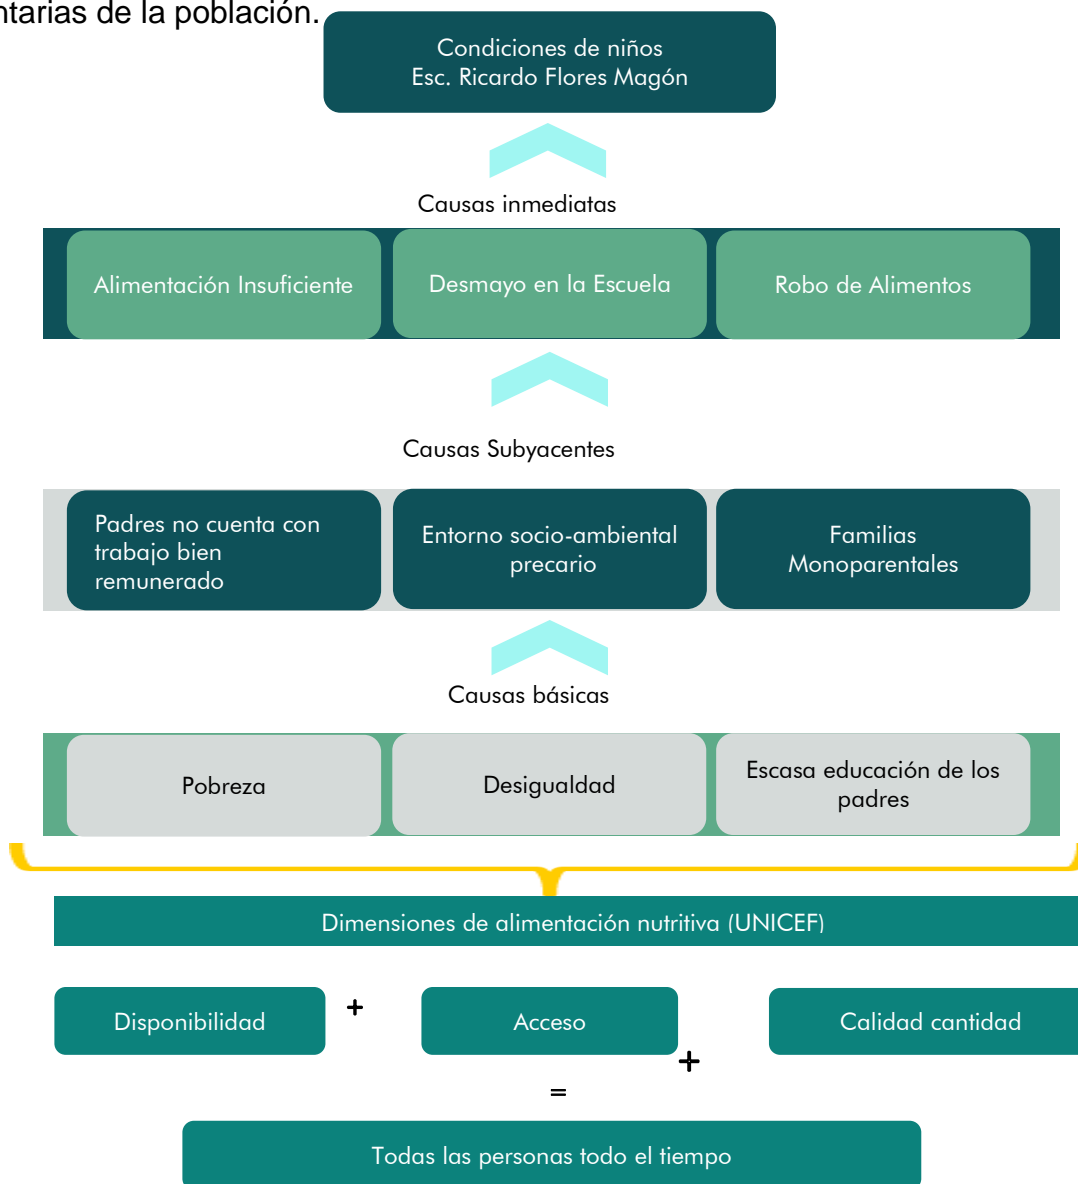 población.
de la
Condiciones de niños
Esc. Ricardo Flores Magón
Causas inmediatas
Alimentación Insuficiente
Desmayo en la Escuela
Robo de Alimentos
Causas Subyacentes
Padres no cuenta con
trabajo bien
remunerado
Entorno socio-ambiental
precario
Familias
Monoparentales
Causas básicas
Pobreza
Desigualdad
Escasa educación de los
padres
Dimensiones de alimentación nutritiva (UNICEF)
Disponibilidad
+
Acceso
+
Calidad cantidad
=
Todas las personas todo el tiempo